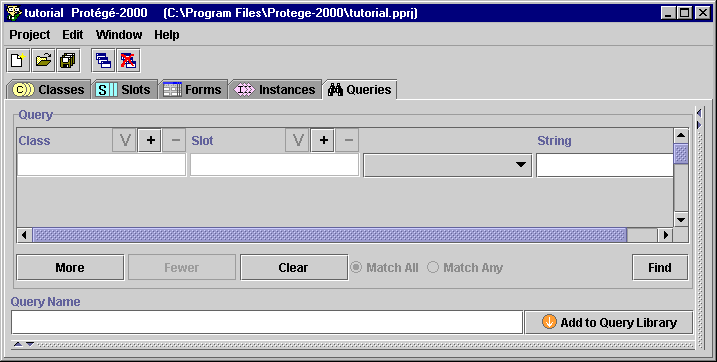 tutorial Protégé-2000 (C:\Program Files\Protege-2000\tutorial.pprj)
Project Edit Window Help
C Classes S Slots Forms I Instances Queries
Query
Class V + − Slot V + − String
More Fewer Clear Match All Match Any Find
Query Name
Add to Query Library